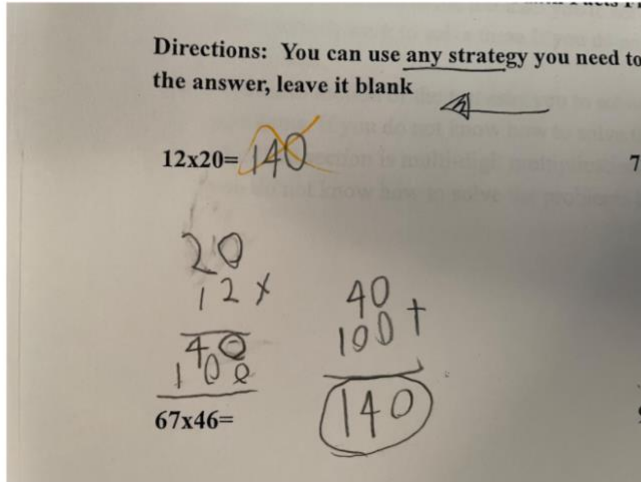 Directions: You can use any strategy you need to
the answer, leave it blank
12x20= 140
7
20
12 x
40
100
40
100 +
140
67x46=